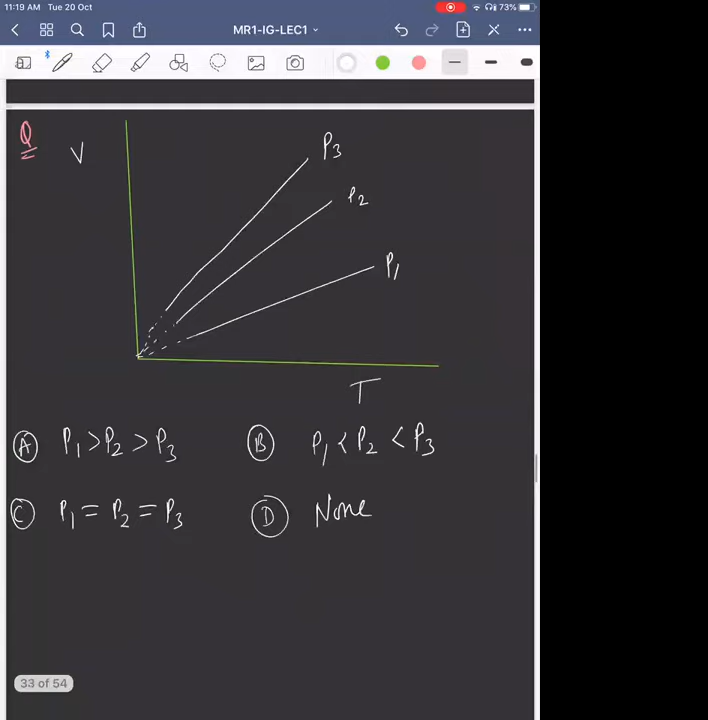 11:19 AM Tue 20 Oct 73%
MR1-IG-LEC1
Q
V
P3
P2
P1
T
A P1 > P2 > P3
B P1 < P2 < P3
C P1 = P2 = P3
D None
33 of 54